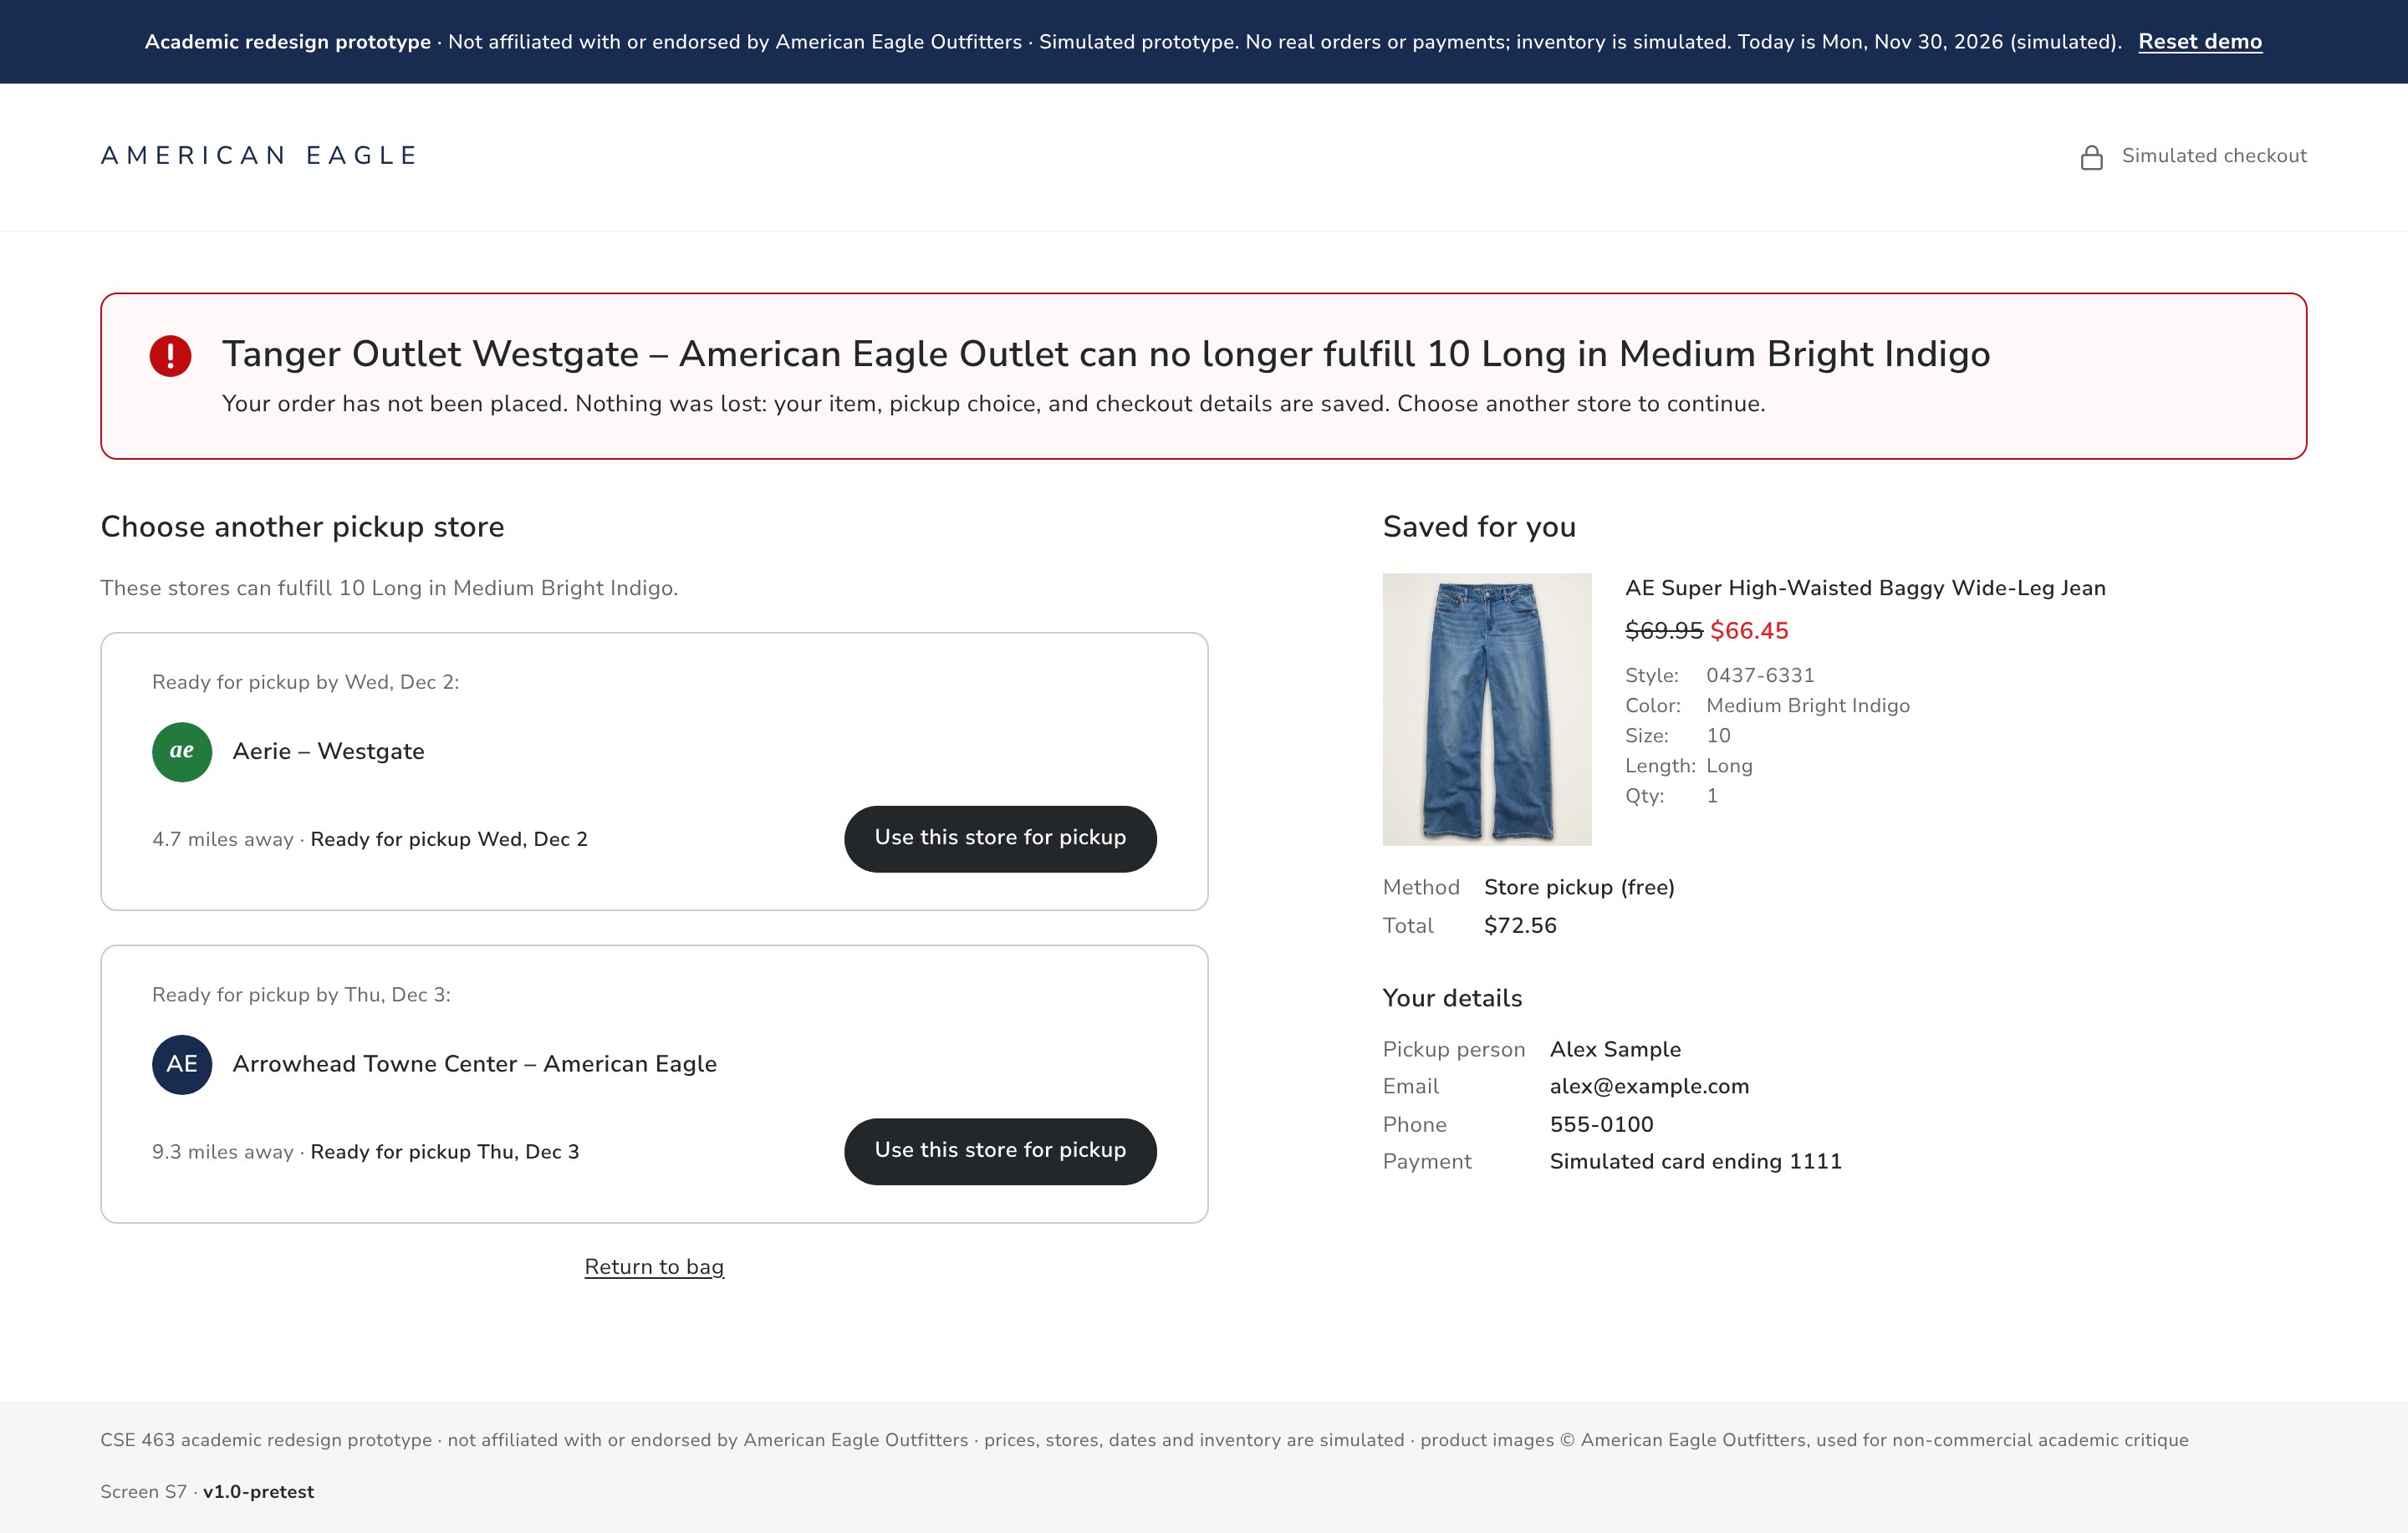 Academic redesign prototype · Not affiliated with or endorsed by American Eagle Outfitters · Simulated prototype. No real orders or payments; inventory is simulated. Today is Mon, Nov 30, 2026 (simulated). Reset demo
AMERICAN EAGLE
Simulated checkout
Tanger Outlet Westgate – American Eagle Outlet can no longer fulfill 10 Long in Medium Bright Indigo
Your order has not been placed. Nothing was lost: your item, pickup choice, and checkout details are saved. Choose another store to continue.
Choose another pickup store
These stores can fulfill 10 Long in Medium Bright Indigo.
Ready for pickup by Wed, Dec 2:
ae Aerie – Westgate
4.7 miles away · Ready for pickup Wed, Dec 2
Use this store for pickup
Ready for pickup by Thu, Dec 3:
AE Arrowhead Towne Center – American Eagle
9.3 miles away · Ready for pickup Thu, Dec 3
Use this store for pickup
Return to bag
Saved for you
AE Super High-Waisted Baggy Wide-Leg Jean
$69.95 $66.45
Style: 0437-6331
Color: Medium Bright Indigo
Size: 10
Length: Long
Qty: 1
Method Store pickup (free)
Total $72.56
Your details
Pickup person Alex Sample
Email alex@example.com
Phone 555-0100
Payment Simulated card ending 1111
CSE 463 academic redesign prototype · not affiliated with or endorsed by American Eagle Outfitters · prices, stores, dates and inventory are simulated · product images © American Eagle Outfitters, used for non-commercial academic critique
Screen S7 · v1.0-pretest